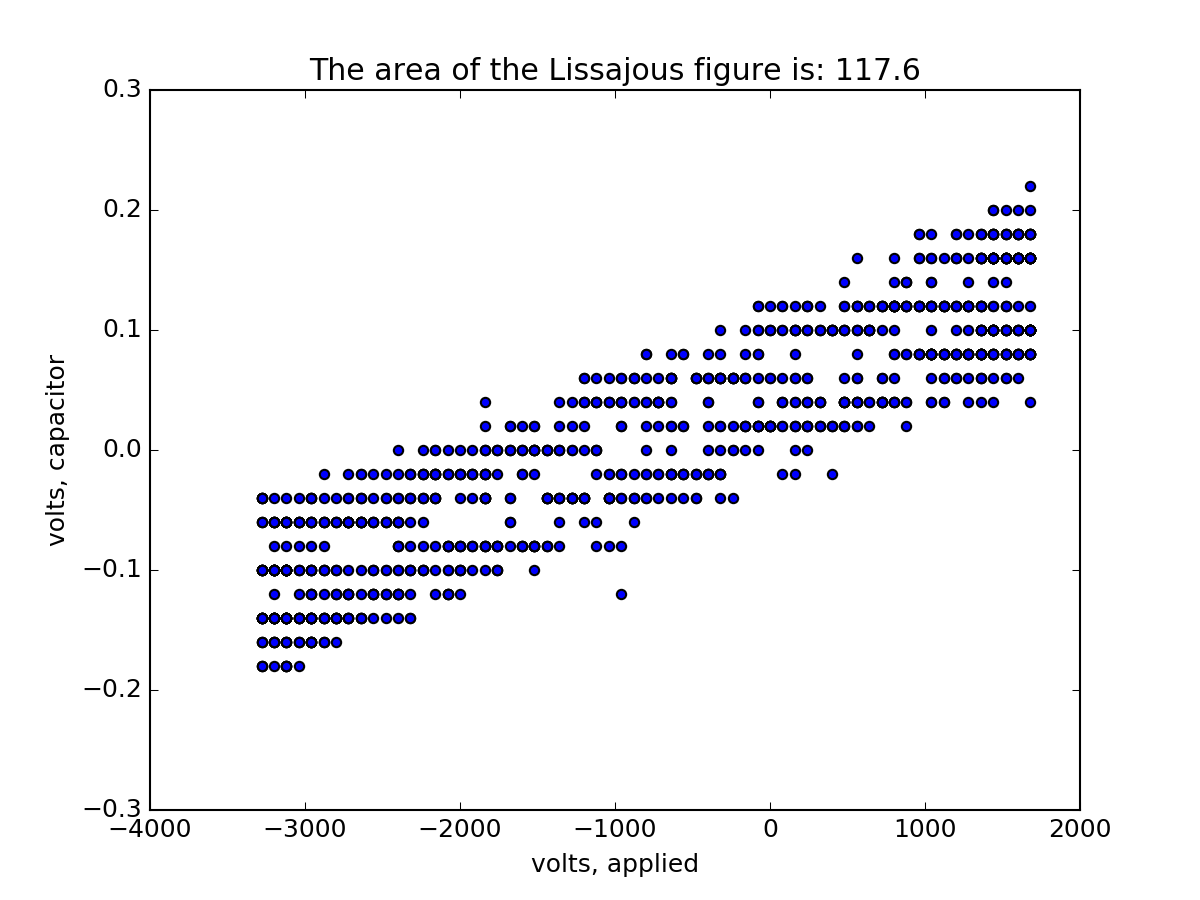 The area of the Lissajous figure is: 117.6
0.3
0.2
0.1
0.0
−0.1
−0.2
−0.3
volts, capacitor
−4000 −3000 −2000 −1000 0 1000 2000
volts, applied